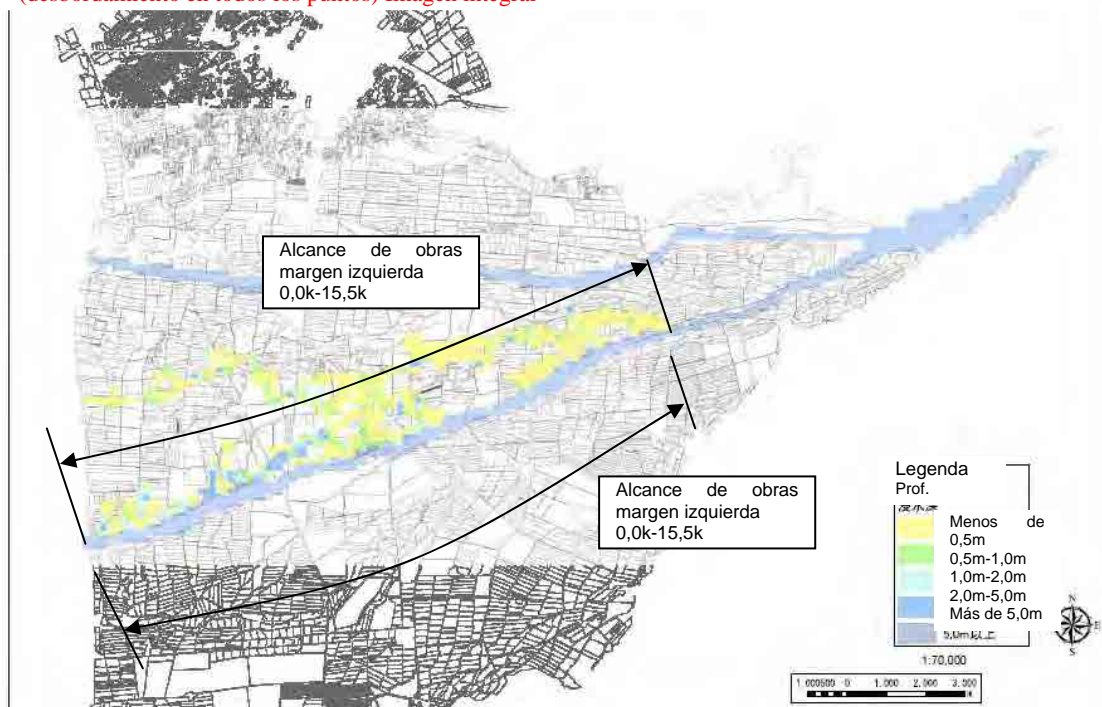 (desbordamiento en todos los puntos) Imagen integral
Alcance de obras
margen izquierda
0,0k-15,5k
Alcance de obras
margen izquierda
0,0k-15,5k
Legenda
Prof.
Menos de
0,5m
0,5m-1,0m
1,0m-2,0m
2,0m-5,0m
Más de 5,0m
5,0m以上
N
E
S
1:70,000
1.000500 0 1.000 2.000 3.000